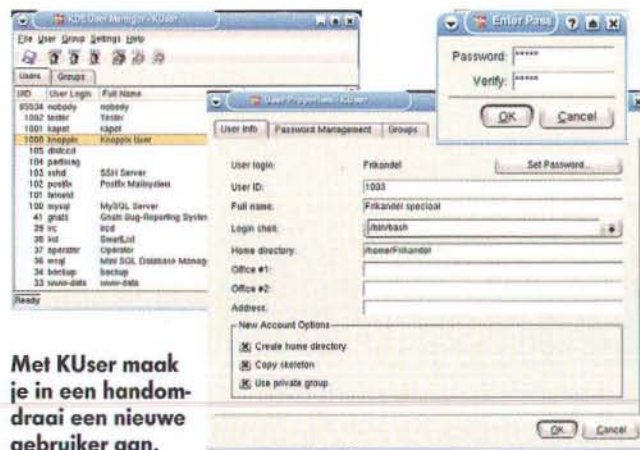 KDE User Manager - KUser
File User Group Settings Help
Users Groups
UID User Login Full Name
65534 nobody nobody
1002 tester Tester
1001 kapot kapot
1000 knoppix Knoppix User
105 distccd
104 partimag
103 sshd SSH Server
102 postfix Postfix Mailsystem
101 telnetd
100 mysql MySQL Server
41 gnats Gnats Bug-Reporting System
39 irc ircd
38 list SmartList
37 operator Operator
36 msql Mini SQL Database Manag
34 backup backup
33 www-data www-data
Ready
Enter Pass
Password: *****
Verify: *****
OK Cancel
User Properties - KUser
User Info Password Management Groups
User login: Frikandel Set Password...
User ID: 1003
Full name: Frikandel speciaal
Login shell: /bin/bash
Home directory: /home/Frikandel
Office #1:
Office #2:
Address:
New Account Options
Create home directory
Copy skeleton
Use private group
OK Cancel
Met KUser maak
je in een handom-
draai een nieuwe
gebruiker aan.